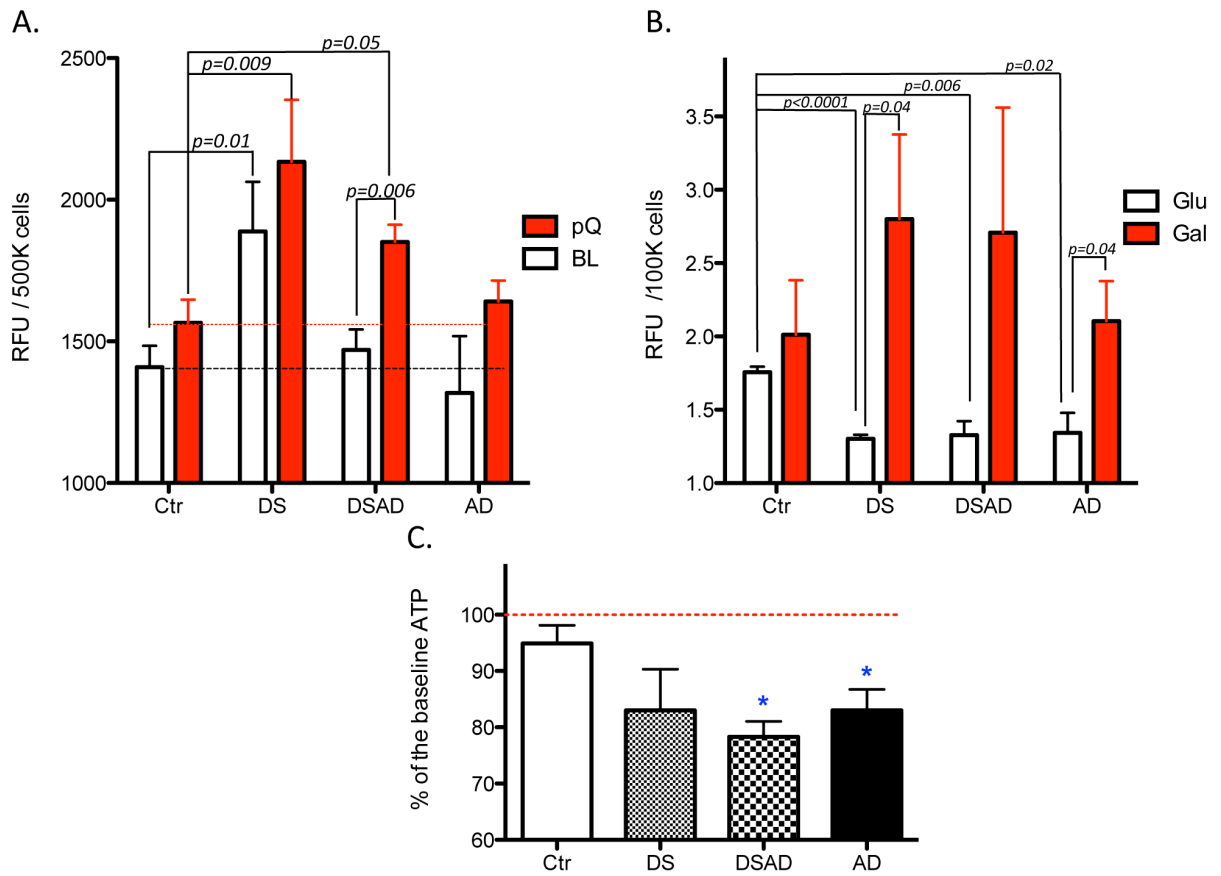 A.
p=0.05
p=0.009
p=0.01
p=0.006
2500
2000
1500
1000
RFU / 500K cells
Ctr DS DSAD AD
pQ
BL
B.
p=0.02
p=0.006
p<0.0001 p=0.04
p=0.04
3.5
3.0
2.5
2.0
1.5
1.0
RFU /100K cells
Ctr DS DSAD AD
Glu
Gal
C.
100
90
80
70
60
% of the baseline ATP
* *
Ctr DS DSAD AD